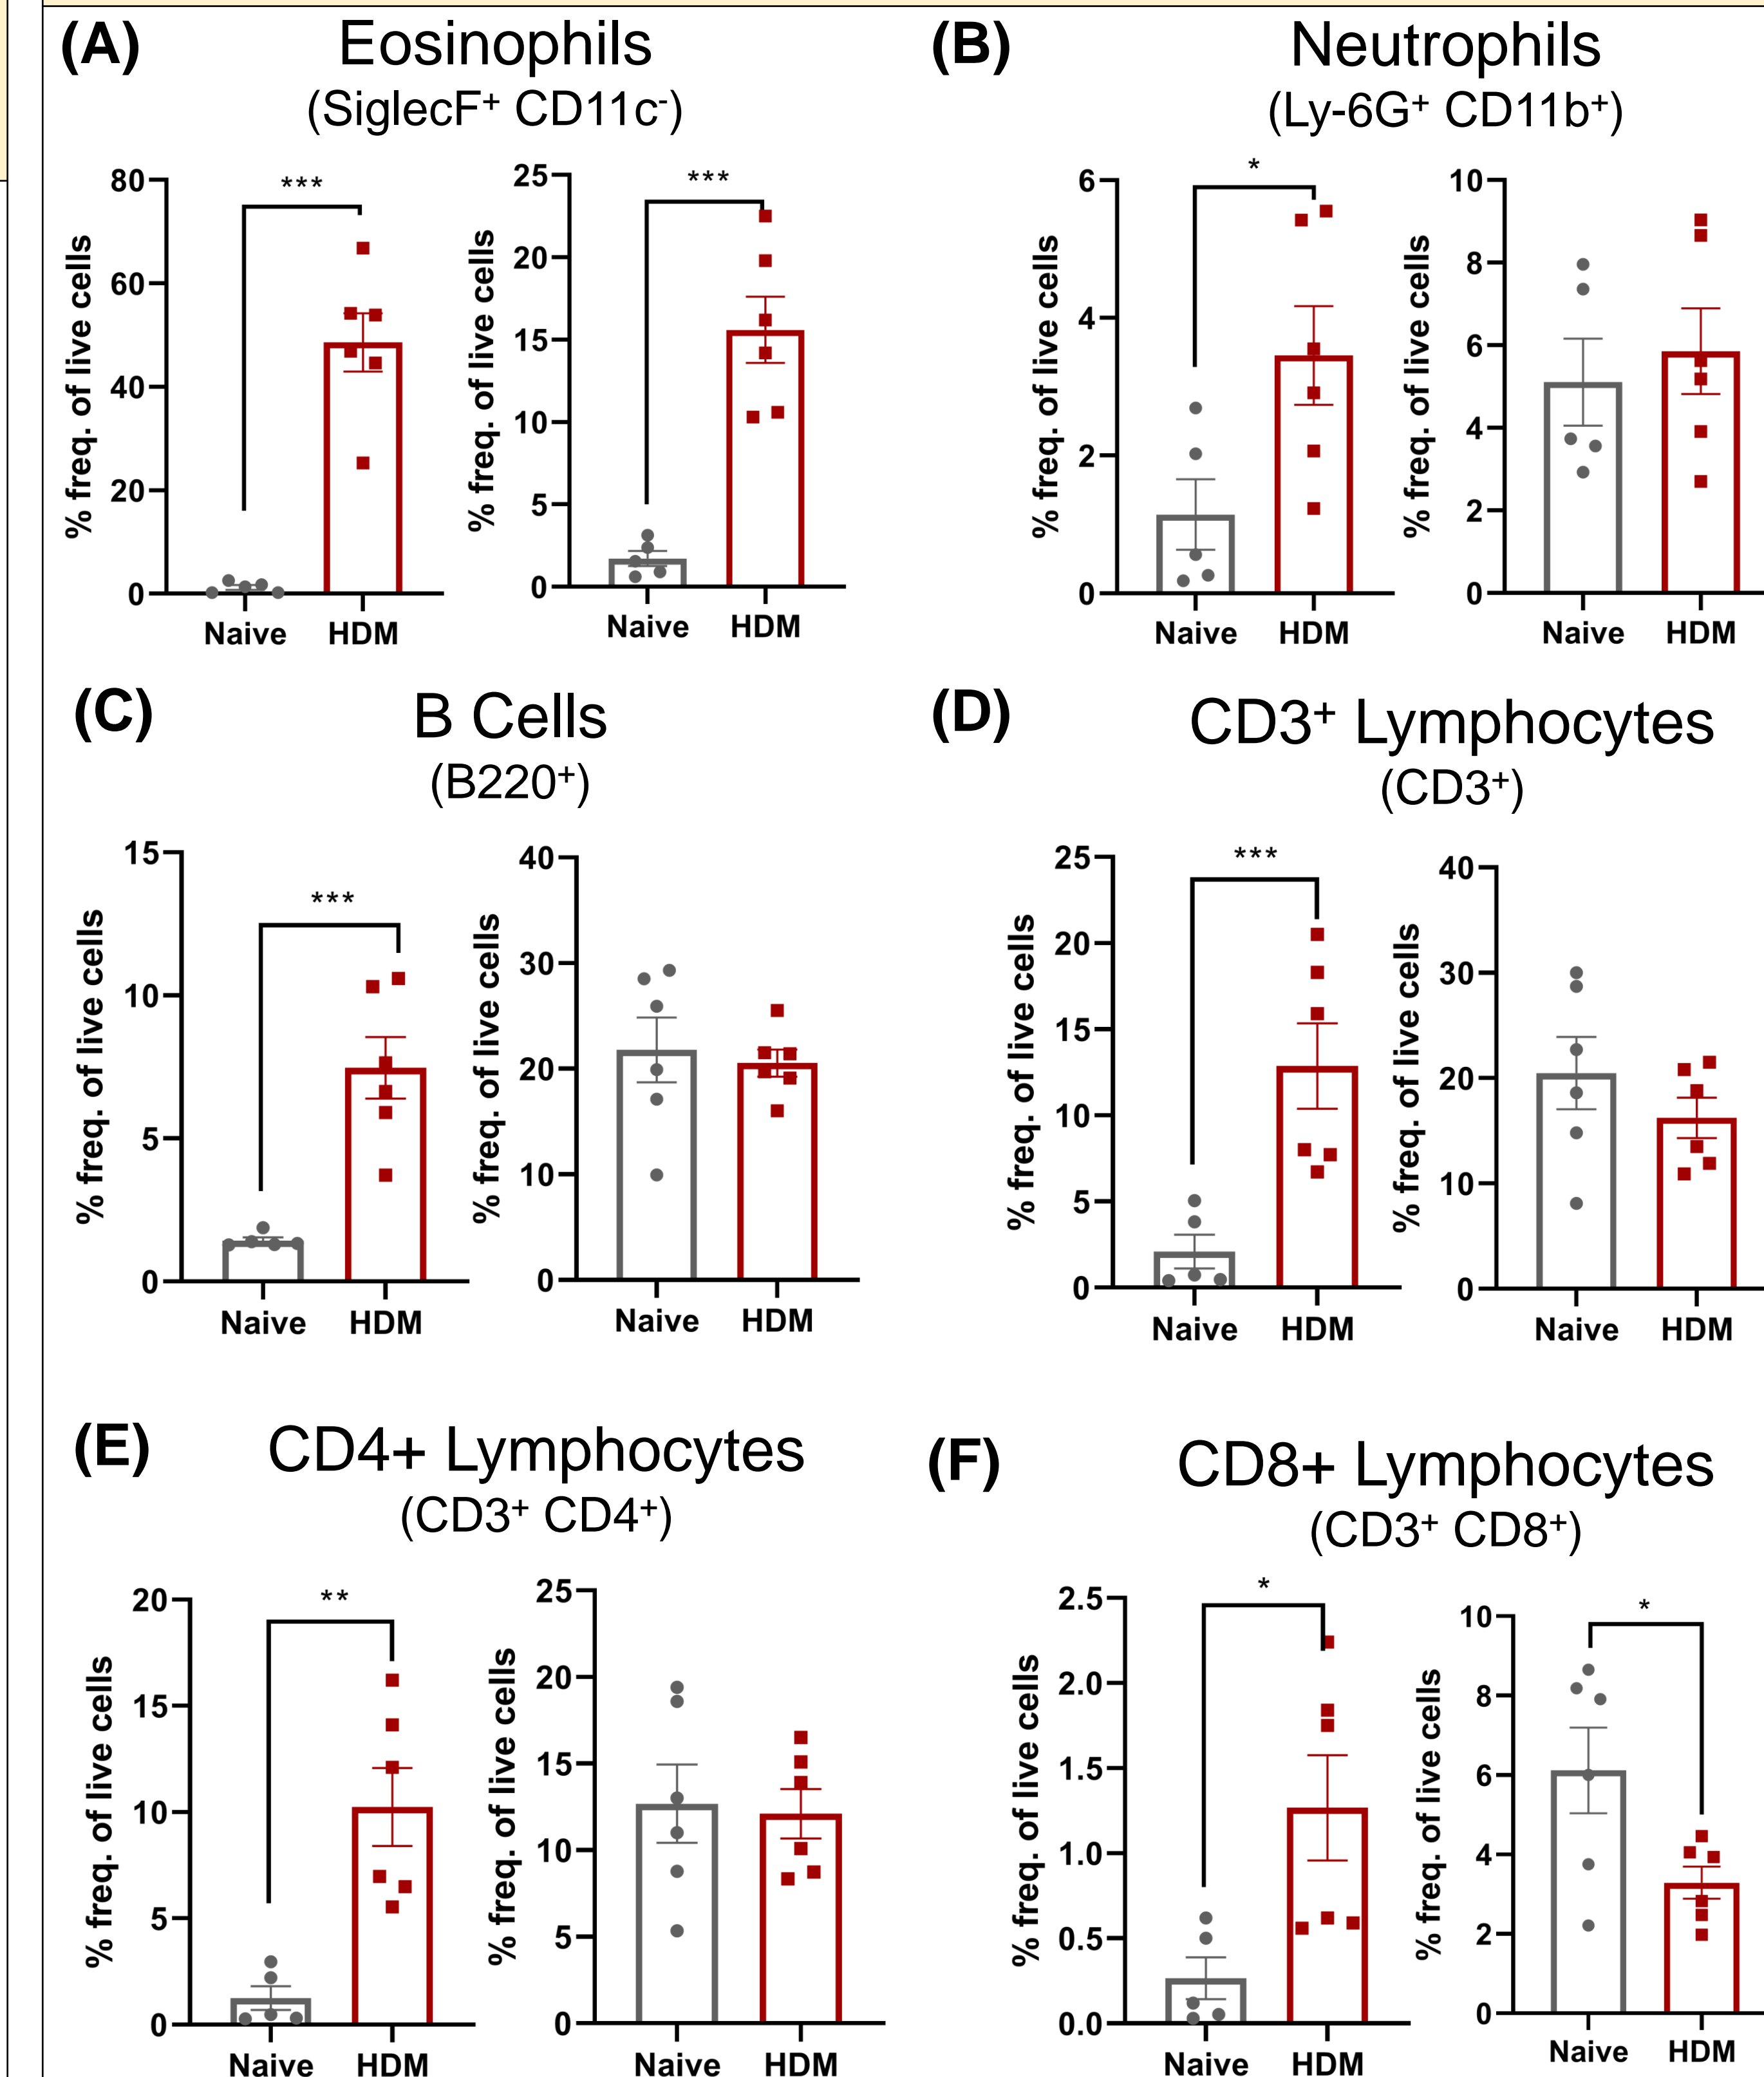 (A) Eosinophils
(SiglecF⁺ CD11c⁻)
% freq. of live cells
80
60
40
20
0
***
Naive HDM
% freq. of live cells
25
20
15
10
5
0
***
Naive HDM
(B) Neutrophils
(Ly-6G⁺ CD11b⁺)
% freq. of live cells
6
4
2
0
*
Naive HDM
% freq. of live cells
10
8
6
4
2
0
Naive HDM
(C) B Cells
(B220⁺)
% freq. of live cells
15
10
5
0
***
Naive HDM
% freq. of live cells
40
30
20
10
0
Naive HDM
(D) CD3⁺ Lymphocytes
(CD3⁺)
% freq. of live cells
25
20
15
10
5
0
***
Naive HDM
% freq. of live cells
40
30
20
10
0
Naive HDM
(E) CD4+ Lymphocytes
(CD3⁺ CD4⁺)
% freq. of live cells
20
15
10
5
0
**
Naive HDM
% freq. of live cells
25
20
15
10
5
0
Naive HDM
(F) CD8+ Lymphocytes
(CD3⁺ CD8⁺)
% freq. of live cells
2.5
2.0
1.5
1.0
0.5
0.0
*
Naive HDM
% freq. of live cells
10
8
6
4
2
0
*
Naive HDM